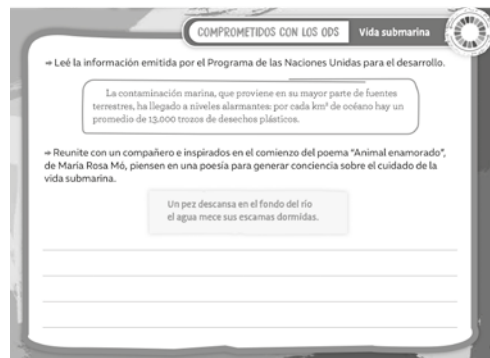 COMPROMETIDOS CON LOS ODS
Vida submarina
⇒ Leé la información emitida por el Programa de las Naciones Unidas para el desarrollo.
La contaminación marina, que proviene en su mayor parte de fuentes
terrestres, ha llegado a niveles alarmantes: por cada km² de océano hay un
promedio de 13.000 trozos de desechos plásticos.
⇒ Reunite con un compañero e inspirados en el comienzo del poema “Animal enamorado”,
de María Rosa Mó, piensen en una poesía para generar conciencia sobre el cuidado de la
vida submarina.
Un pez descansa en el fondo del río
el agua mece sus escamas dormidas.